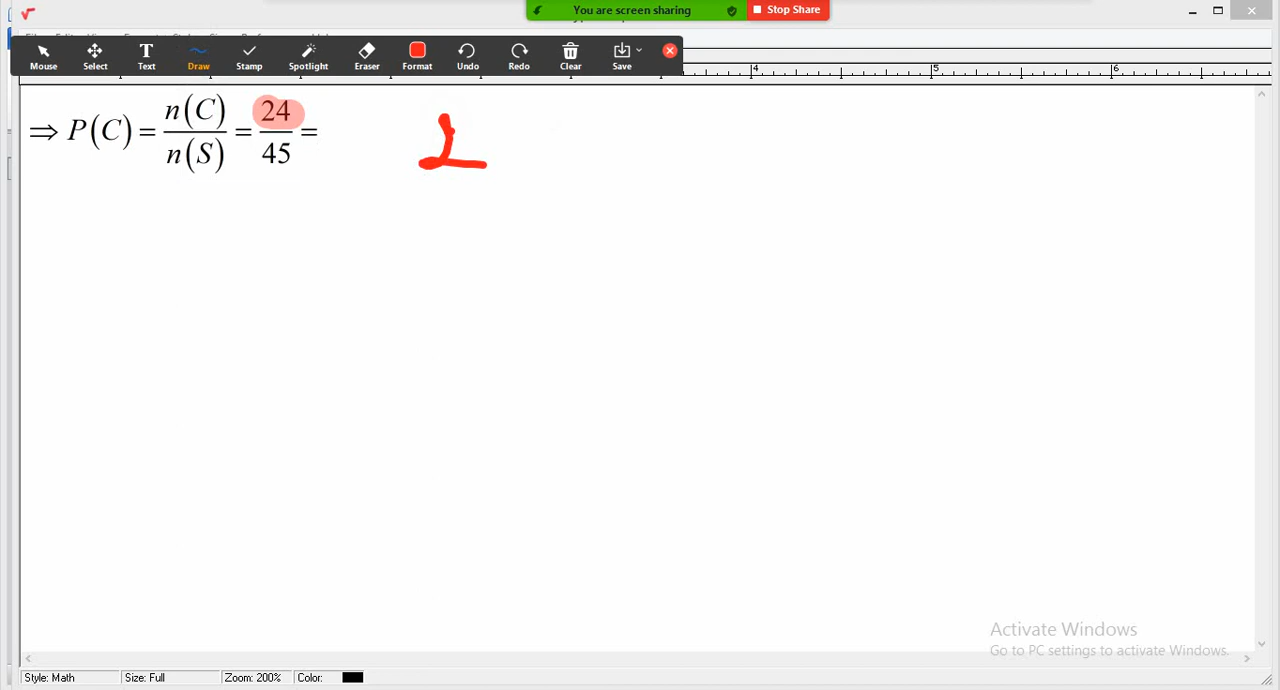 You are screen sharing Stop Share
Mouse Select Text Draw Stamp Spotlight Eraser Format Undo Redo Clear Save
4 5 6
⇒ P(C) = n(C)/n(S) = 24/45 =
Activate Windows
Go to PC settings to activate Windows.
Style: Math Size: Full Zoom: 200% Color: